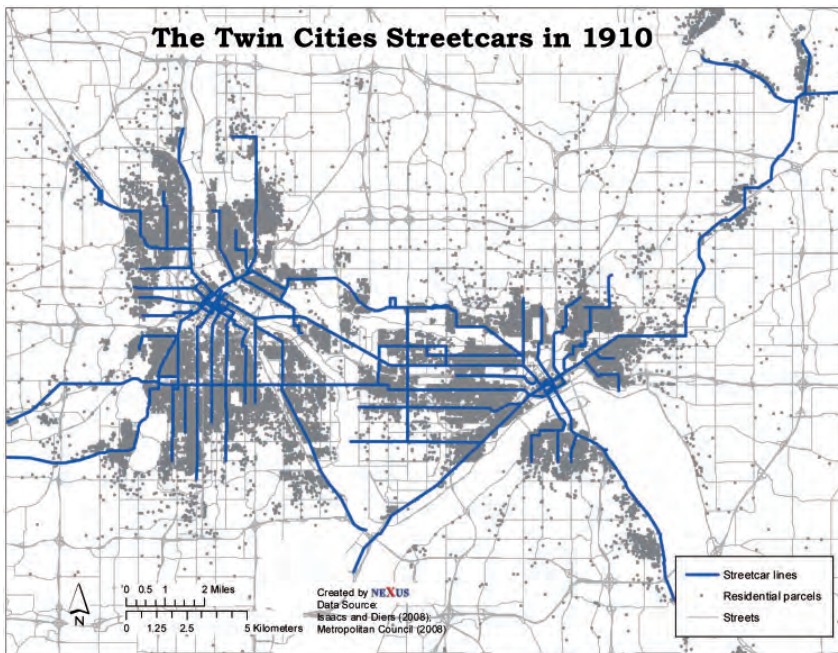 The Twin Cities Streetcars in 1910
Streetcar lines
Residential parcels
Streets
N
0 0.5 1 2 Miles
0 1.25 2.5 5 Kilometers
Created by NEXUS
Data Source:
Isaacs and Diers (2008),
Metropolitan Council (2008)